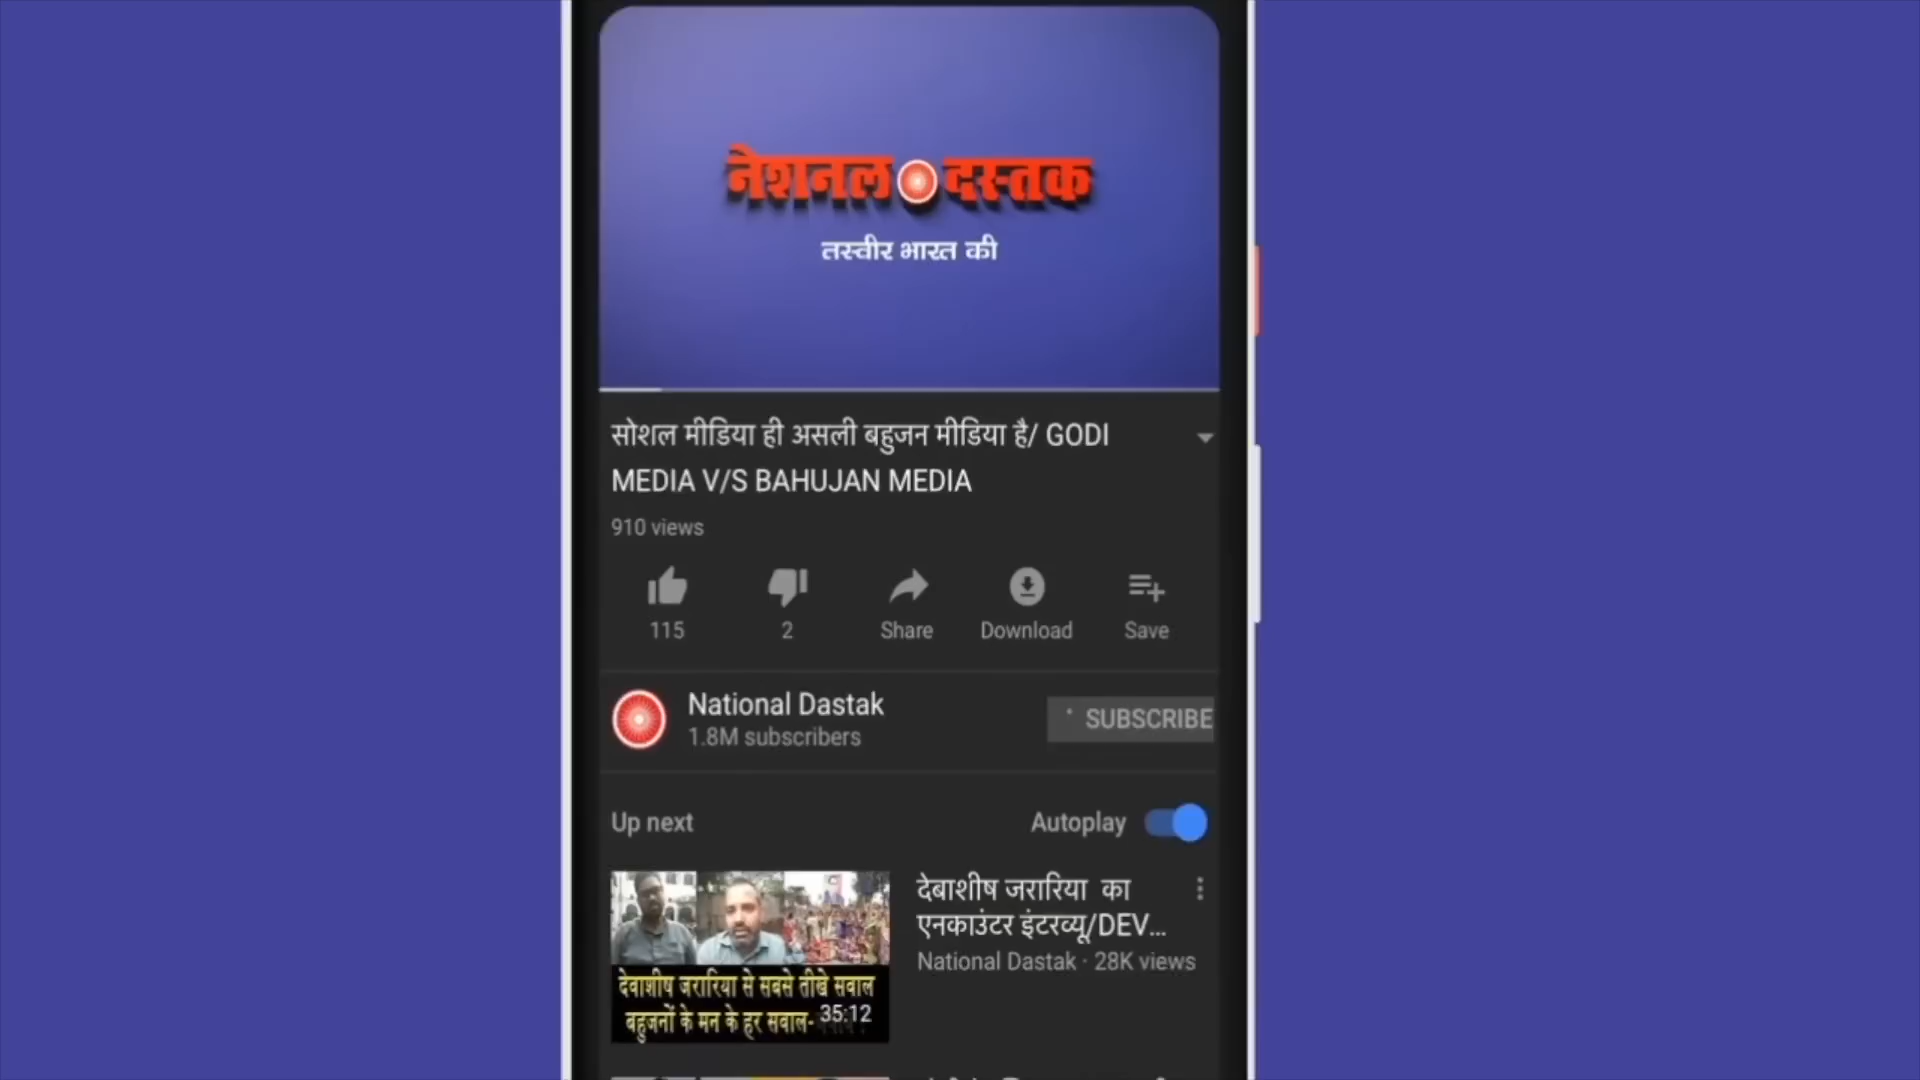 नेशनल दस्तक
तस्वीर भारत की
सोशल मीडिया ही असली बहुजन मीडिया है/ GODI
MEDIA V/S BAHUJAN MEDIA
910 views
115
2
Share
Download
Save
National Dastak
1.8M subscribers
SUBSCRIBE
Up next
Autoplay
देबाशीष जरारिया का
एनकाउंटर इंटरव्यू/DEV...
National Dastak · 28K views
देवाशीष जरारिया से सबसे तीखे सवाल
बहुजनों के मन के हर सवाल-
35:12